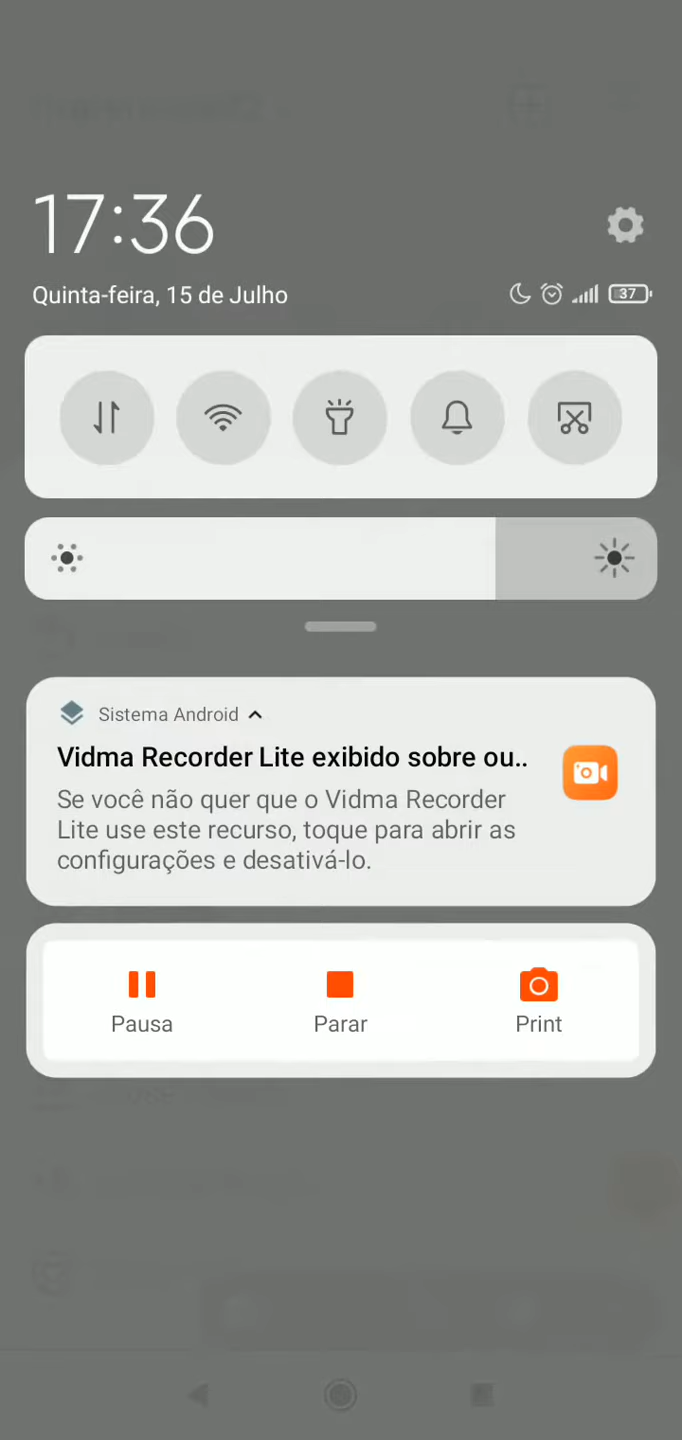 17:36
Quinta-feira, 15 de Julho
37
Sistema Android
Vidma Recorder Lite exibido sobre ou..
Se você não quer que o Vidma Recorder
Lite use este recurso, toque para abrir as
configurações e desativá-lo.
Pausa
Parar
Print